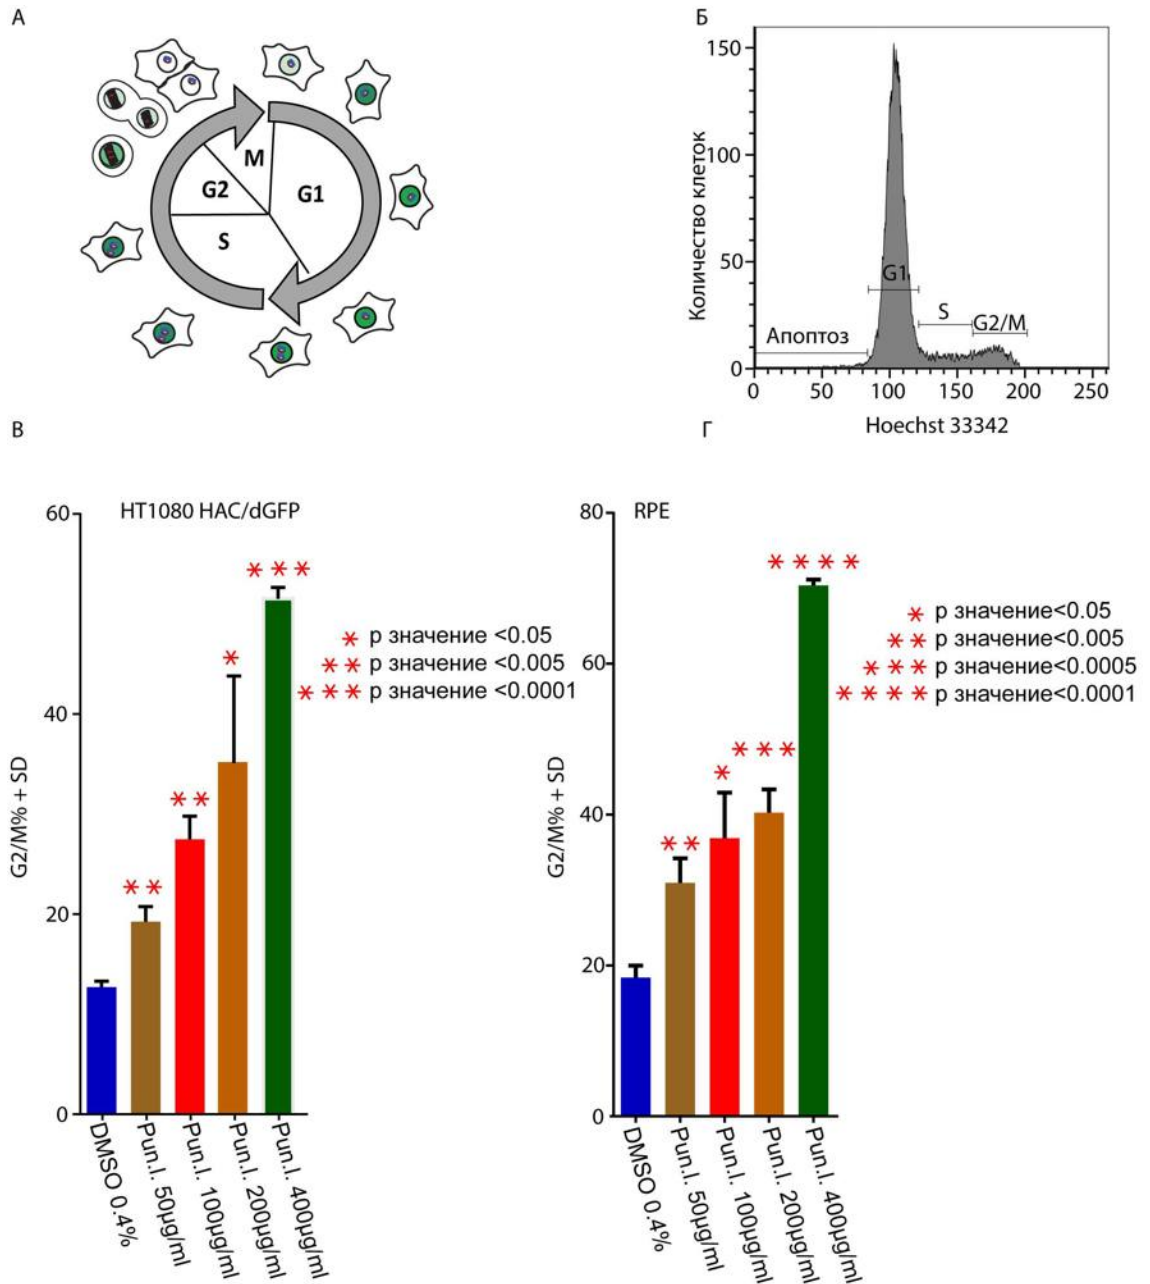 А
M
G2
G1
S
Б
150
100
50
0
Количество клеток
G1
S
G2/M
Апоптоз
0 50 100 150 200 250
Hoechst 33342
В
HT1080 HAC/dGFP
60
40
20
0
G2/M% + SD
* * *
*
* *
* *
* р значение <0.05
* * р значение <0.005
* * * р значение <0.0001
DMSO 0.4%
Pun.l. 50µg/ml
Pun.l. 100µg/ml
Pun.l. 200µg/ml
Pun.l. 400µg/ml
Г
RPE
80
60
40
20
0
G2/M% + SD
* * * *
* * *
*
* *
* р значение<0.05
* * р значение<0.005
* * * р значение<0.0005
* * * * р значение<0.0001
DMSO 0.4%
Pun.l. 50µg/ml
Pun.l. 100µg/ml
Pun.l. 200µg/ml
Pun.l. 400µg/ml